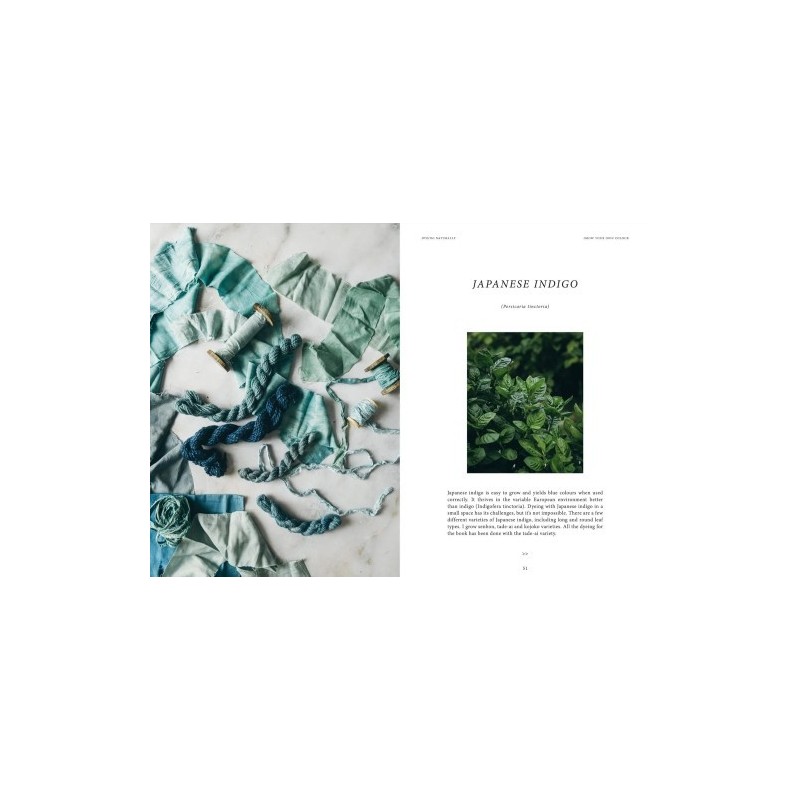 DYEING NATURALLY
GROW YOUR OWN COLOUR
JAPANESE INDIGO
(Persicaria tinctoria)
Japanese indigo is easy to grow and yields blue colours when used
correctly. It thrives in the variable European environment better
than indigo (Indigofera tinctoria). Dyeing with Japanese indigo in a
small space has its challenges, but it's not impossible. There are a few
different varieties of Japanese indigo, including long and round leaf
types. I grow senbon, tade-ai and kojoko varieties. All the dyeing for
the book has been done with the tade-ai variety.
>>
51